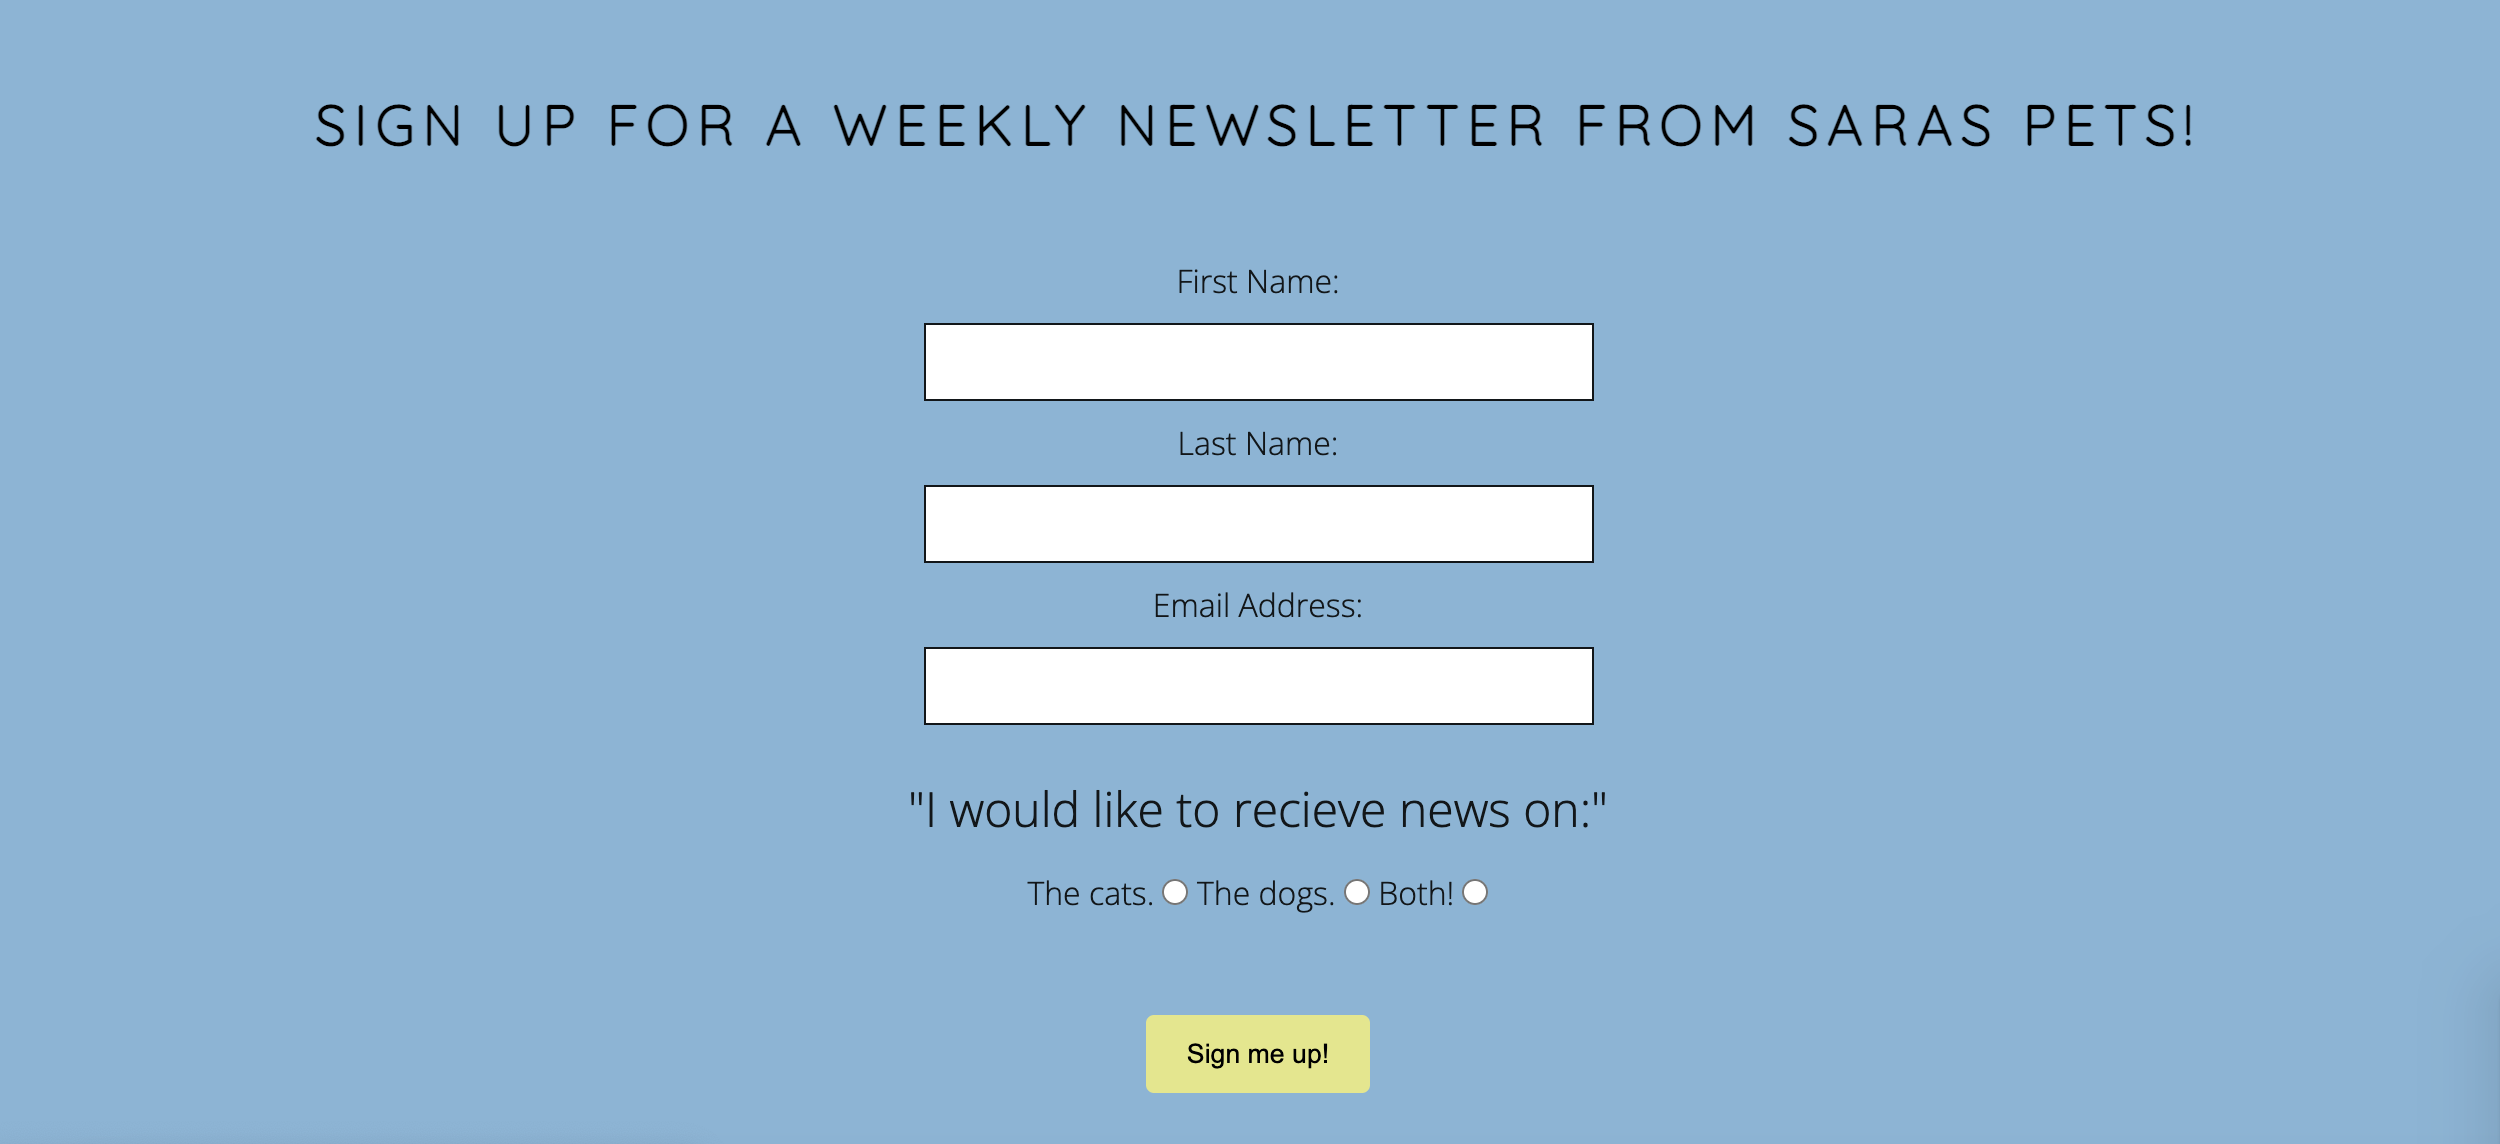 SIGN UP FOR A WEEKLY NEWSLETTER FROM SARAS PETS!
First Name:
Last Name:
Email Address:
"I would like to recieve news on:"
The cats. The dogs. Both!
Sign me up!